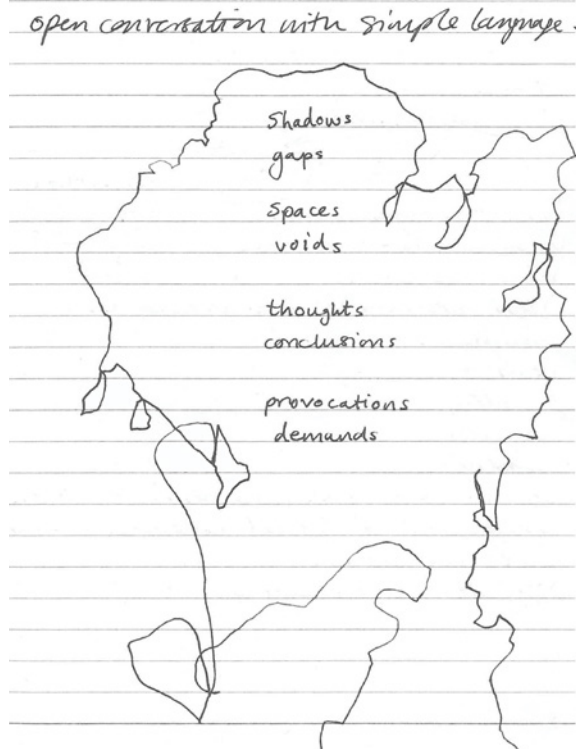 open conversation with simple language.
Shadows
gaps
Spaces
voids
thoughts
conclusions
provocations
demands